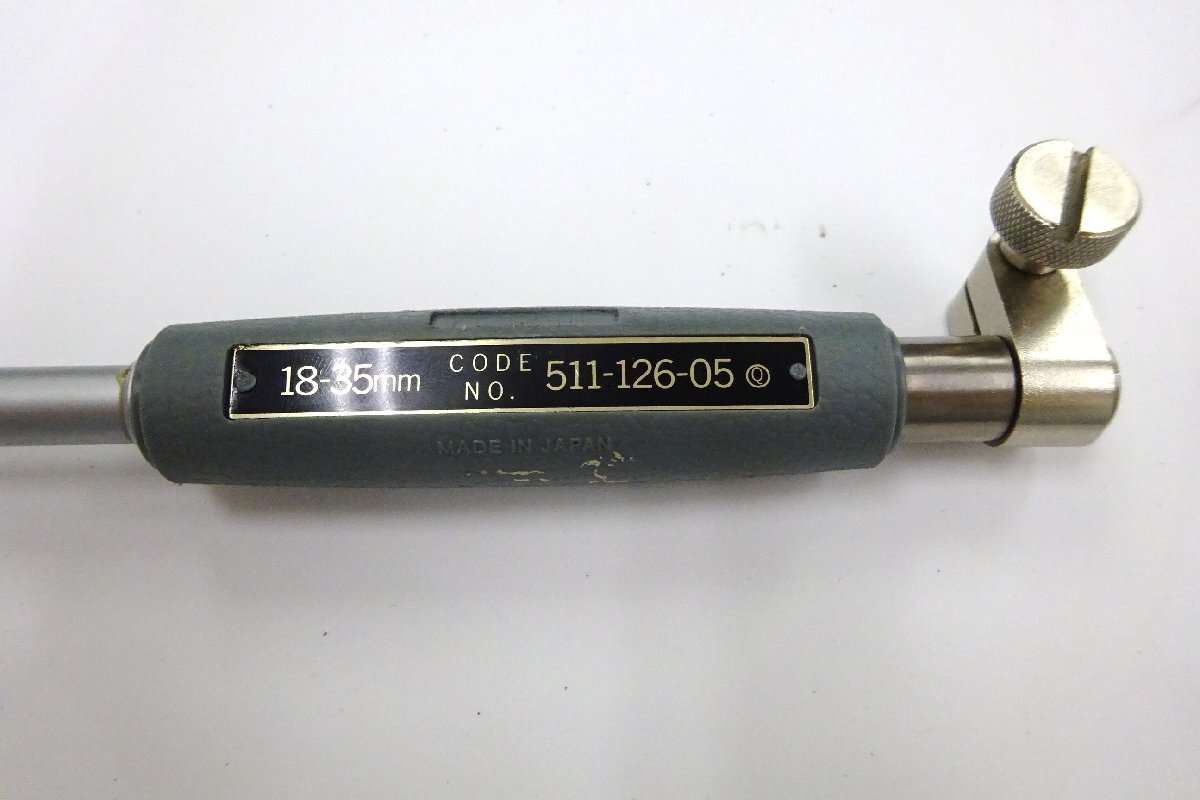 18-35mm CODE NO. 511-126-05 Q
MADE IN JAPAN